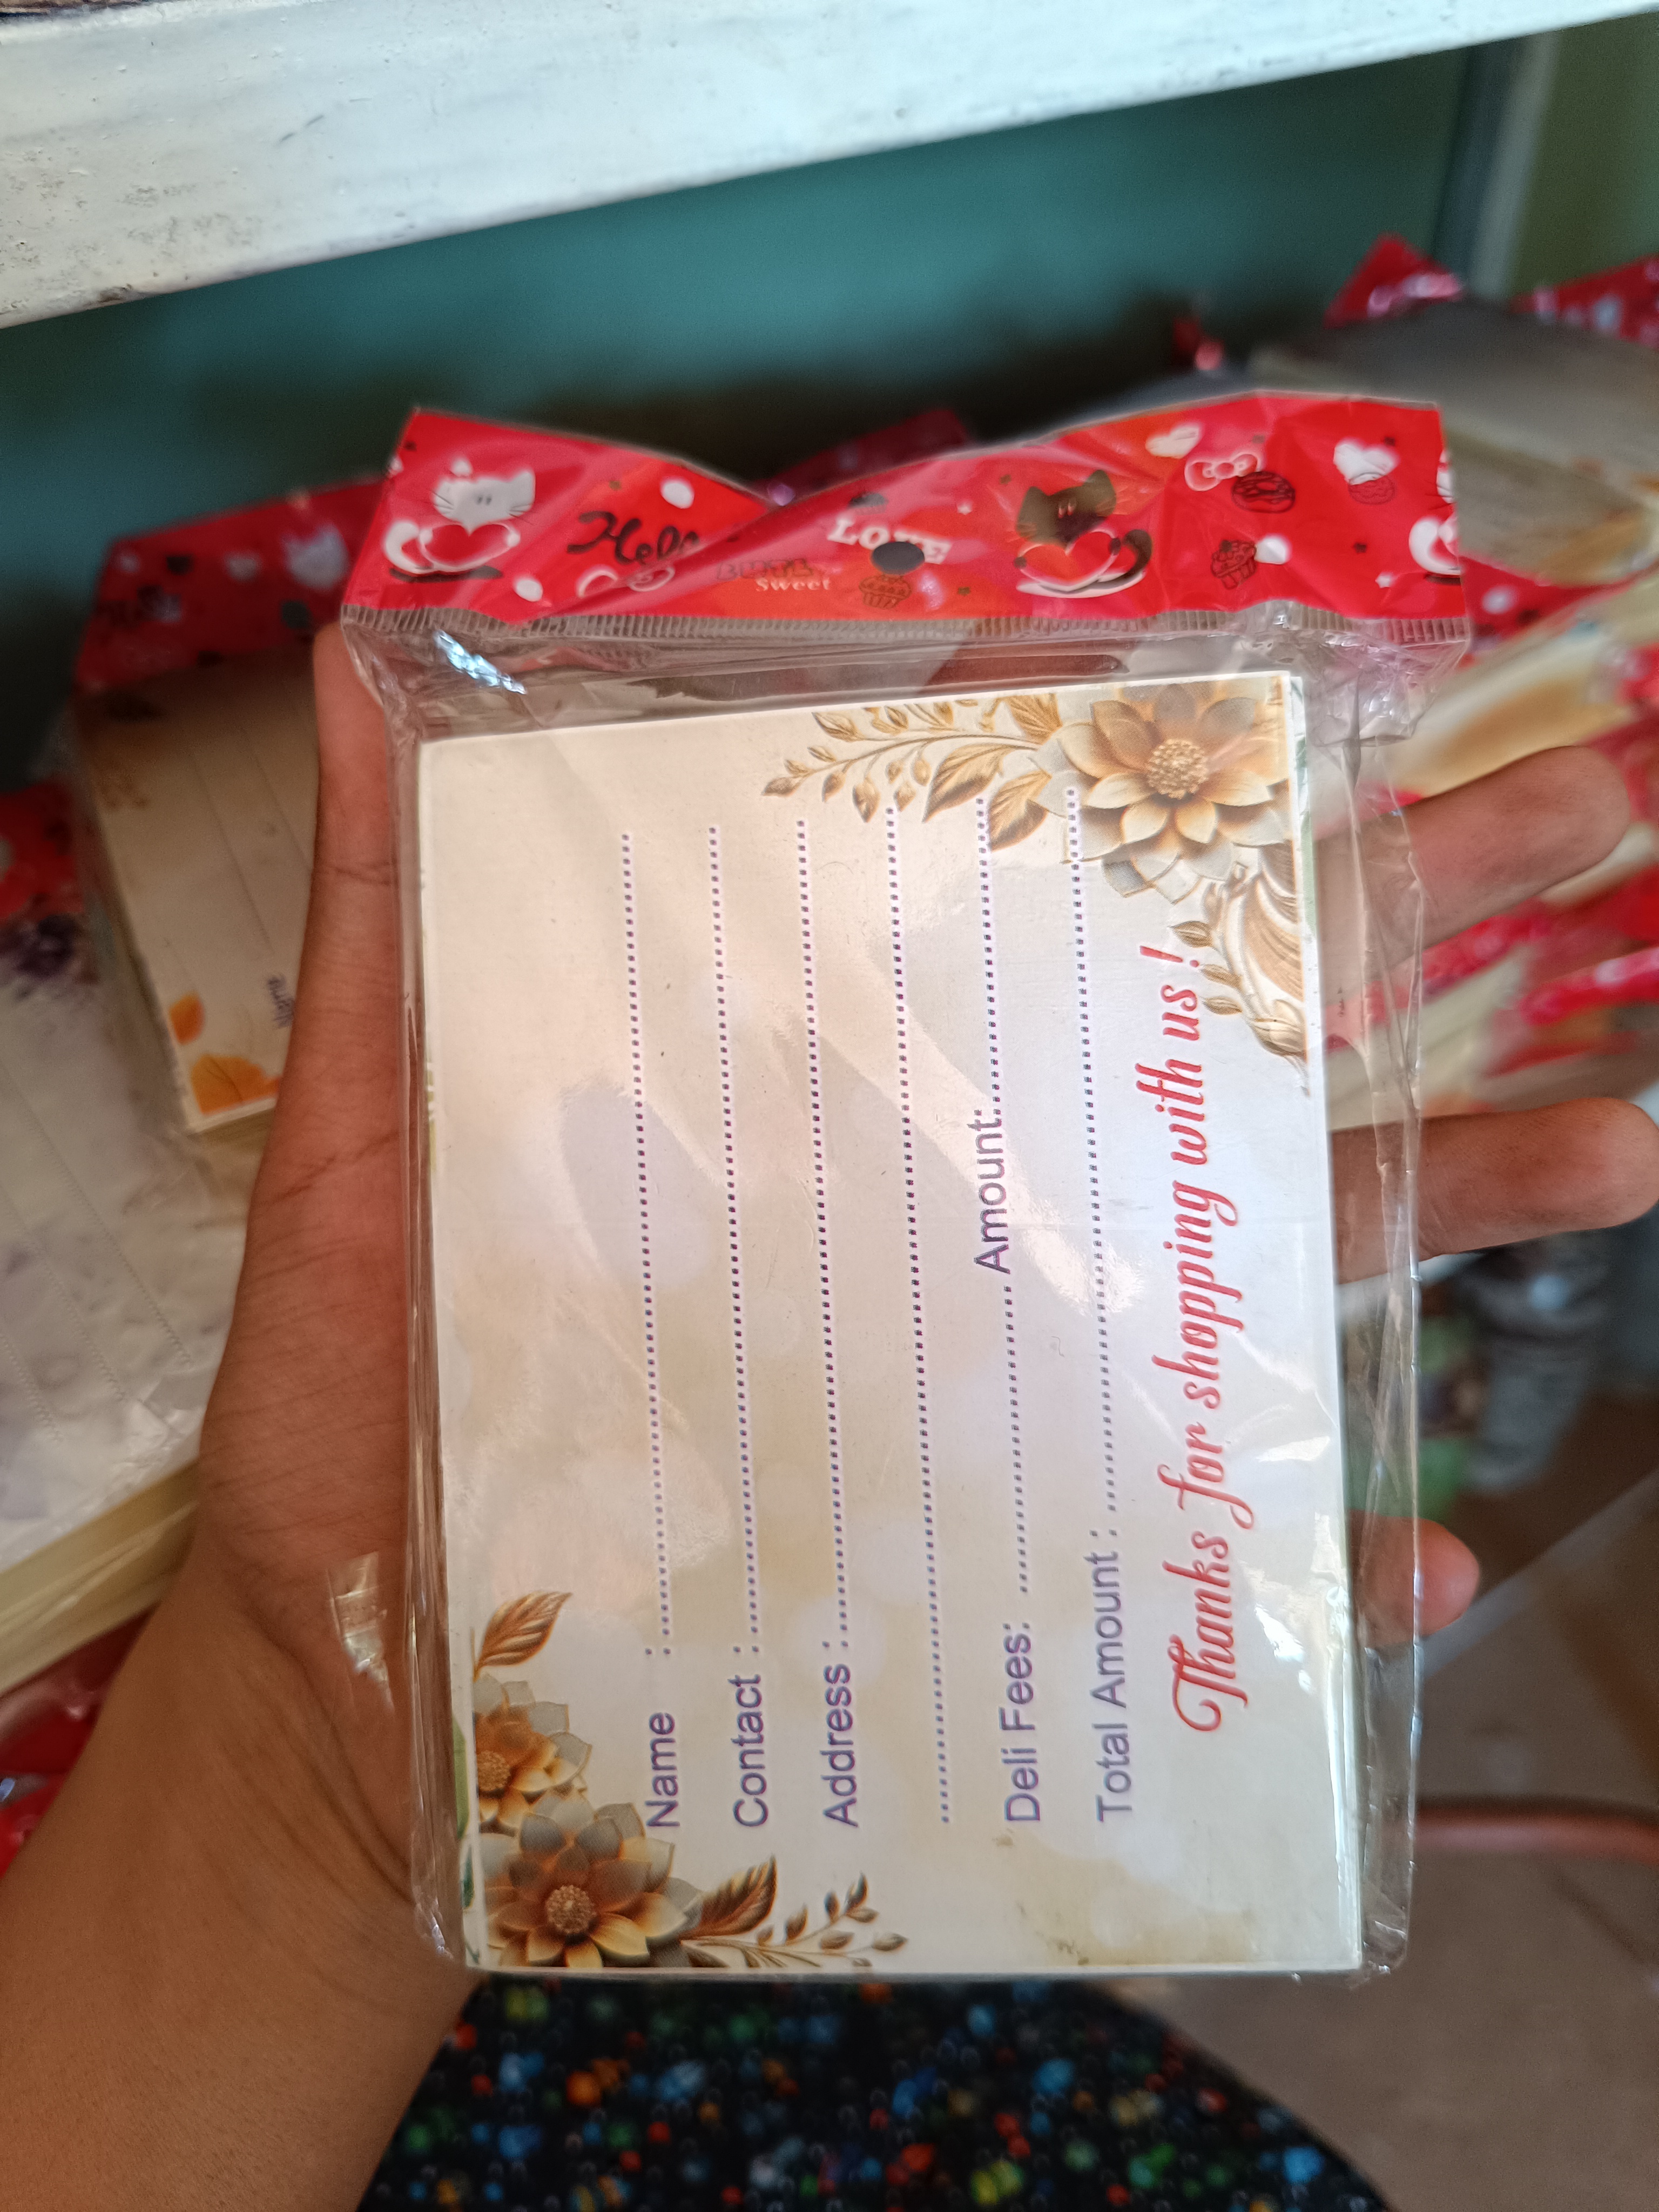 Hello
LOVE
Sweet
Name : ........................................................................
Contact : ........................................................................
Address : ........................................................................
........................................................................
Deli Fees: .............................. Amount..............................
Total Amount : ........................................................................
Thanks for shopping with us!